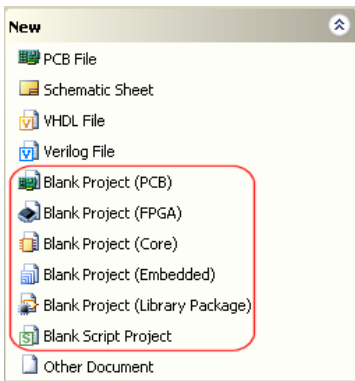 New
PCB File
Schematic Sheet
VHDL File
Verilog File
Blank Project (PCB)
Blank Project (FPGA)
Blank Project (Core)
Blank Project (Embedded)
Blank Project (Library Package)
Blank Script Project
Other Document